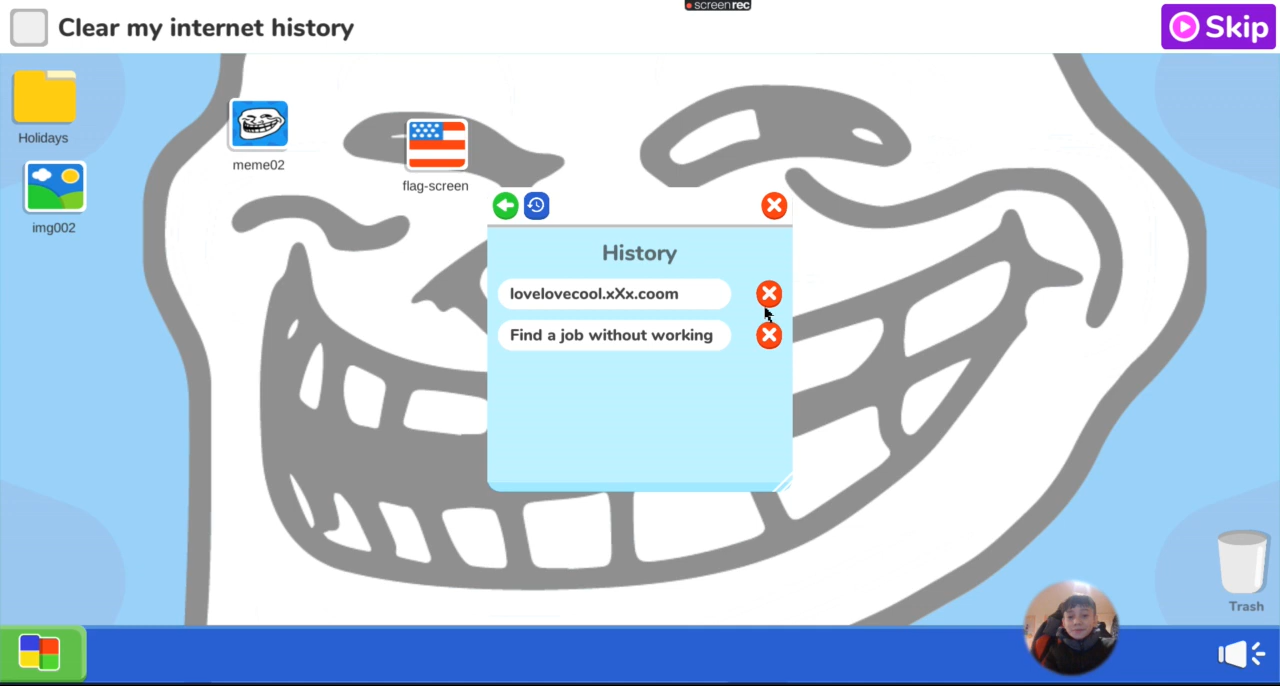 screenrec
Clear my internet history
Skip
Holidays
meme02
flag-screen
img002
History
lovelovecool.xXx.coom
Find a job without working
Trash